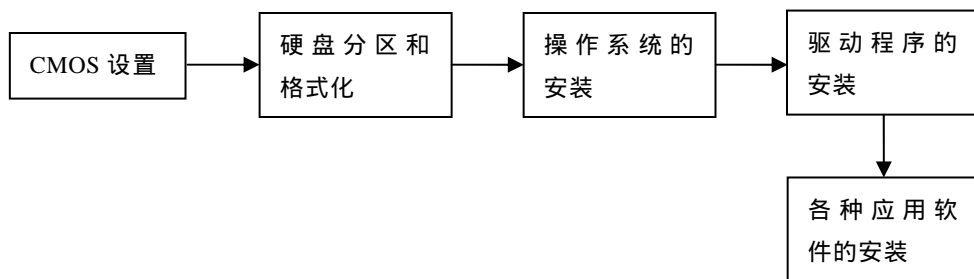 CMOS 设置
硬盘分区和
格式化
操作系统的
安装
驱动程序的
安装
各种应用软
件的安装